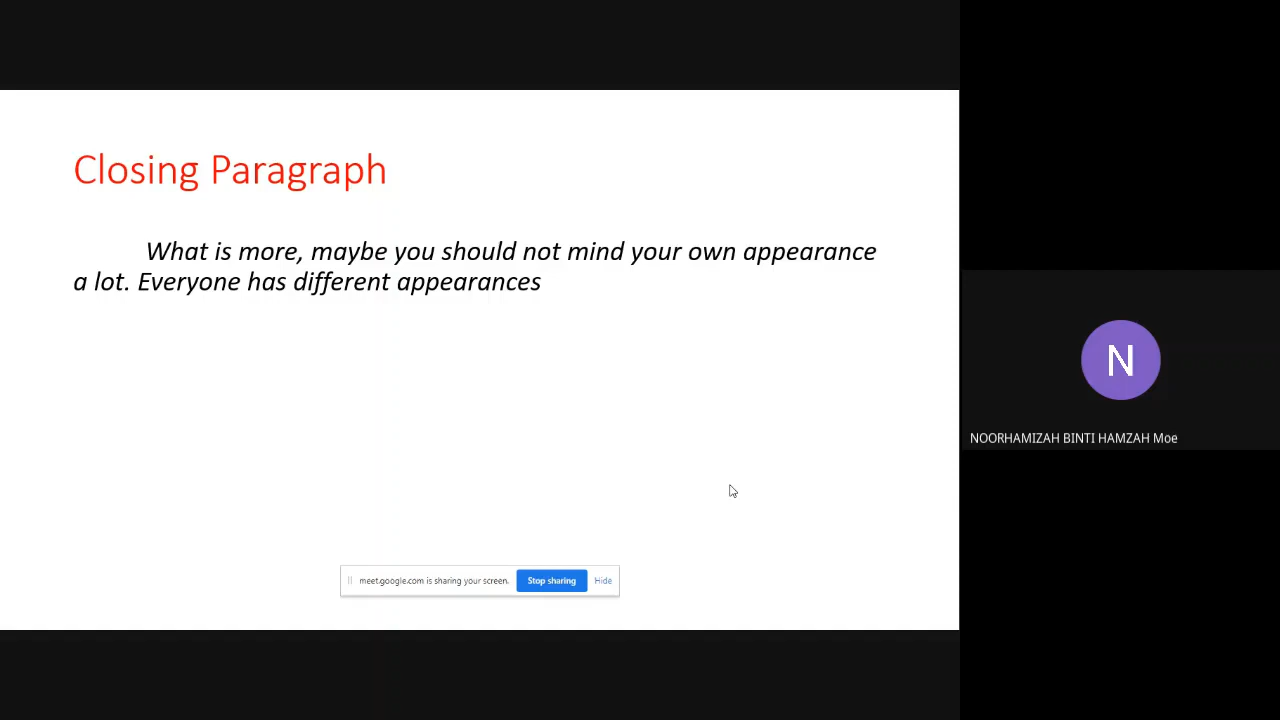 Closing Paragraph
What is more, maybe you should not mind your own appearance
a lot. Everyone has different appearances
N
NOORHAMIZAH BINTI HAMZAH Moe
meet.google.com is sharing your screen. Stop sharing Hide